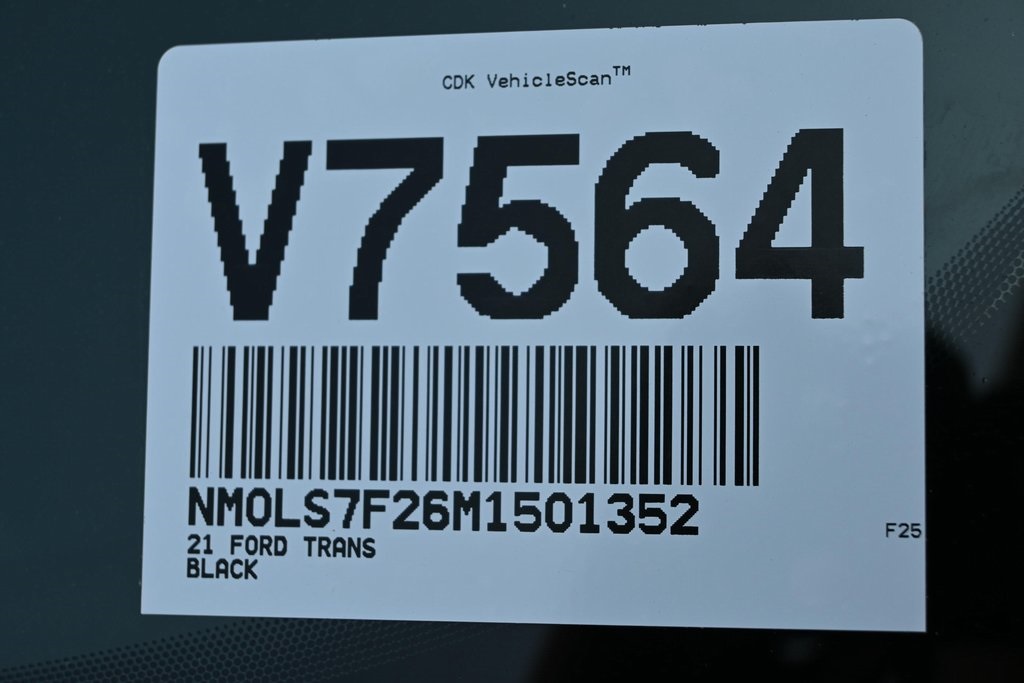 CDK VehicleScan™
V7564
NM0LS7F26M1501352
21 FORD TRANS
BLACK
F25